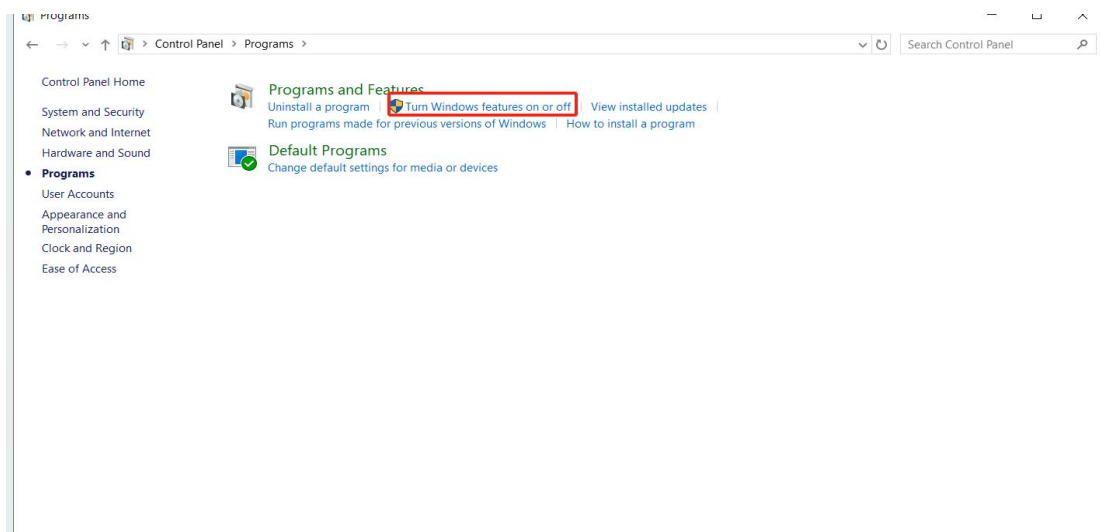 Programs
Control Panel > Programs >
Search Control Panel
Control Panel Home
System and Security
Network and Internet
Hardware and Sound
Programs
User Accounts
Appearance and
Personalization
Clock and Region
Ease of Access
Programs and Features
Uninstall a program
Turn Windows features on or off
View installed updates
Run programs made for previous versions of Windows
How to install a program
Default Programs
Change default settings for media or devices